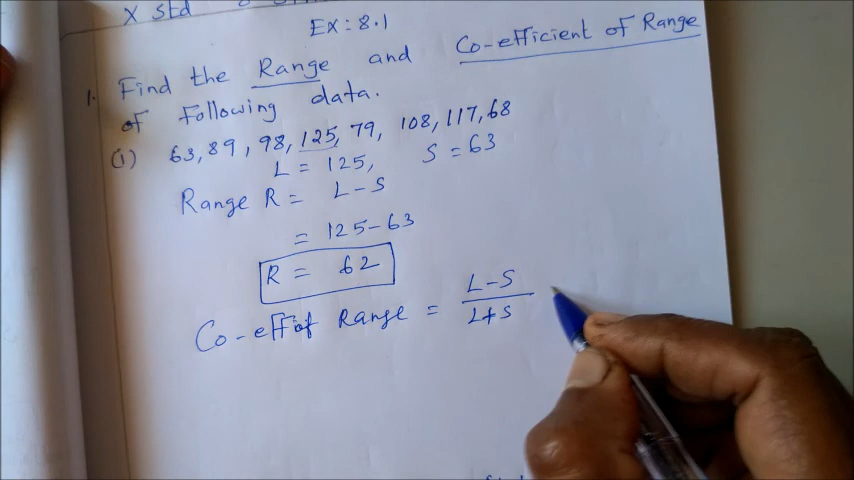 X Std
EX: 8.1
1. Find the Range and Co-efficient of Range
of following data.
(i) 63, 89, 98, 125, 79, 108, 117, 68
L = 125, S = 63
Range R = L-S
= 125-63
R = 62
Co-eff of Range = L-S
L+S